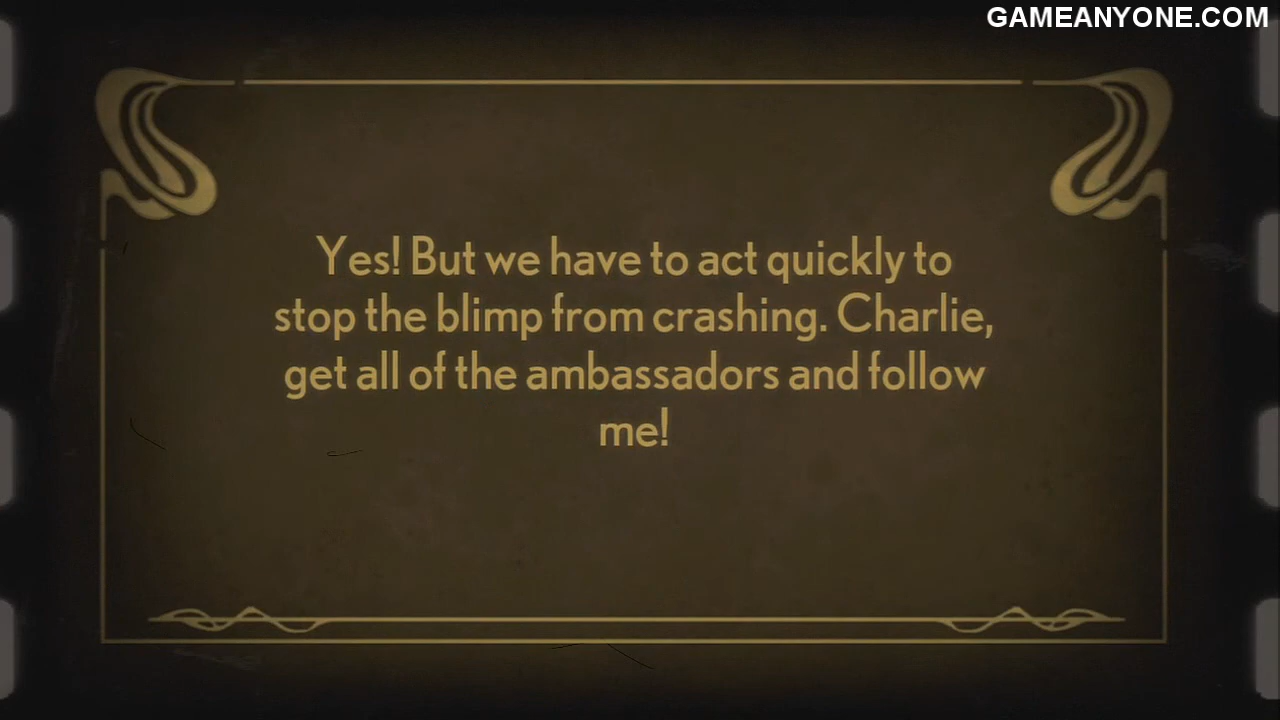 GAMEANYONE.COM
Yes! But we have to act quickly to
stop the blimp from crashing. Charlie,
get all of the ambassadors and follow
me!